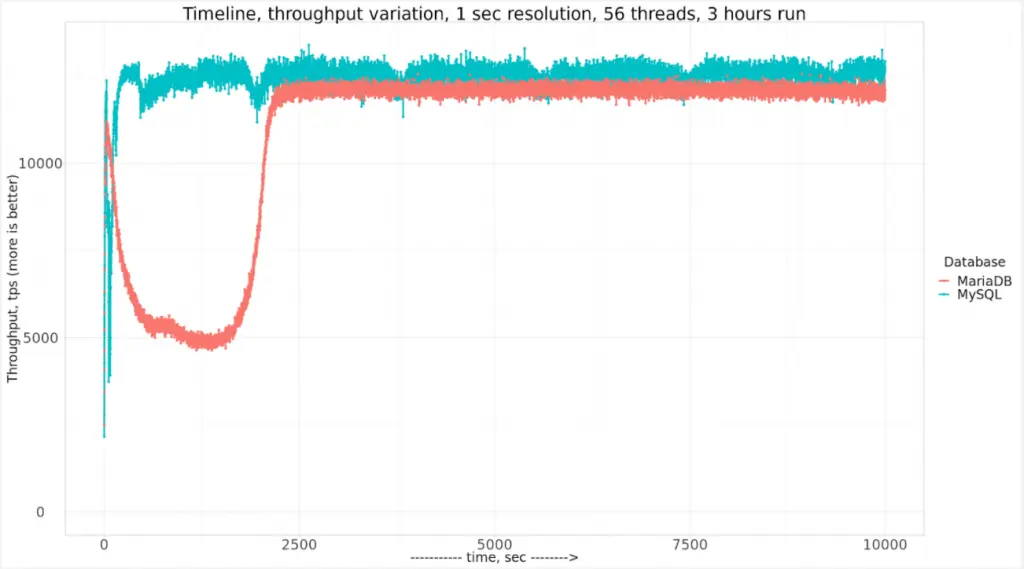 Timeline, throughput variation, 1 sec resolution, 56 threads, 3 hours run
Throughput, tps (more is better)
10000
5000
0
0 2500 5000 7500 10000
----------- time, sec -------->
Database
MariaDB
MySQL